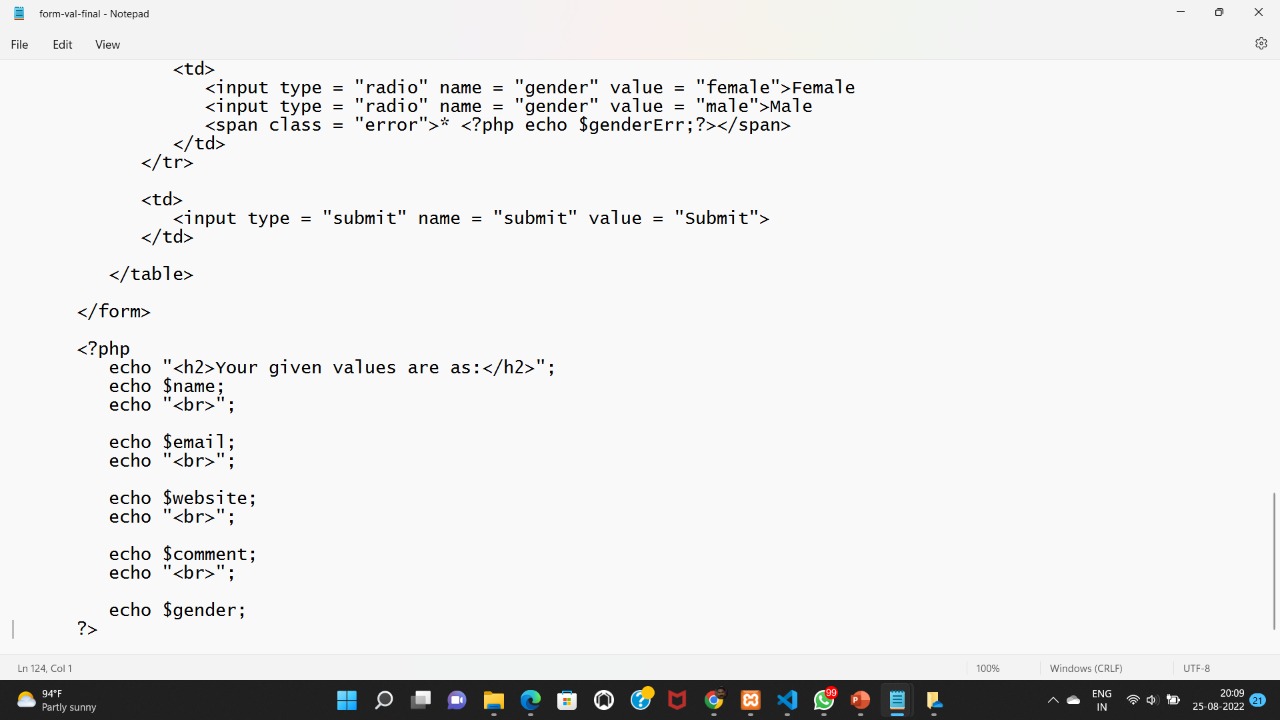 form-val-final - Notepad
File Edit View
<td>
<input type = "radio" name = "gender" value = "female">Female
<input type = "radio" name = "gender" value = "male">Male
<span class = "error">* <?php echo $genderErr;?></span>
</td>
</tr>
<td>
<input type = "submit" name = "submit" value = "Submit">
</td>
</table>
</form>
<?php
echo "<h2>Your given values are as:</h2>";
echo $name;
echo "<br>";
echo $email;
echo "<br>";
echo $website;
echo "<br>";
echo $comment;
echo "<br>";
echo $gender;
?>
Ln 124, Col 1 100% Windows (CRLF) UTF-8
94°F
Partly sunny
99
ENG
IN
20:09
25-08-2022
21